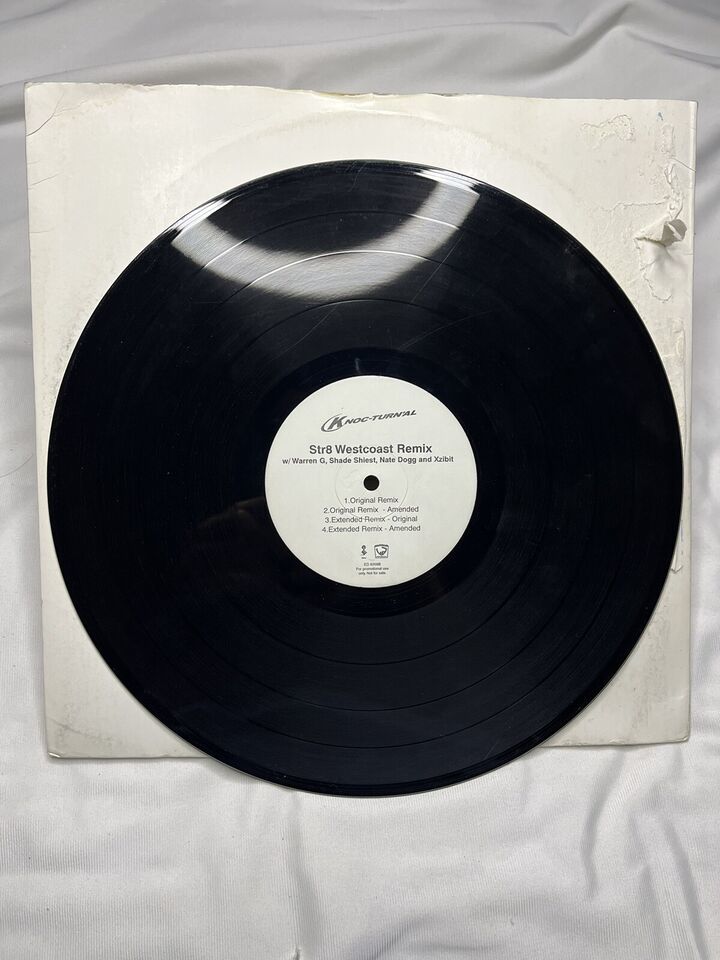 KNOC-TURN'AL
Str8 Westcoast Remix
w/ Warren G, Shade Shiest, Nate Dogg and Xzibit
1.Original Remix
2.Original Remix - Amended
3.Extended Remix - Original
4.Extended Remix - Amended
For promotional use
only. Not for sale.